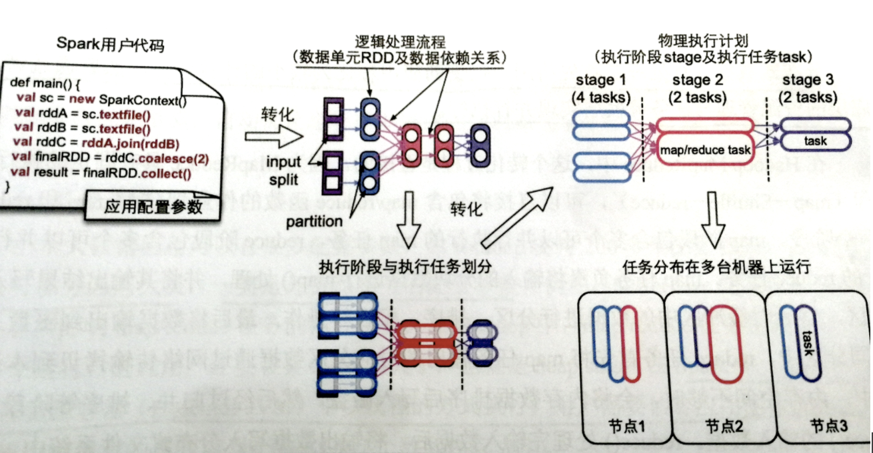 Spark用户代码
def main() {
val sc = new SparkContext()
val rddA = sc.textfile()
val rddB = sc.textfile()
val rddC = rddA.join(rddB)
val finalRDD = rddC.coalesce(2)
val result = finalRDD.collect()
}
应用配置参数
转化
逻辑处理流程
(数据单元RDD及数据依赖关系)
input
split
partition
转化
物理执行计划
(执行阶段stage及执行任务task)
stage 1
(4 tasks)
stage 2
(2 tasks)
stage 3
(2 tasks)
map/reduce task
task
执行阶段与执行任务划分
任务分布在多台机器上运行
task
节点1
节点2
节点3